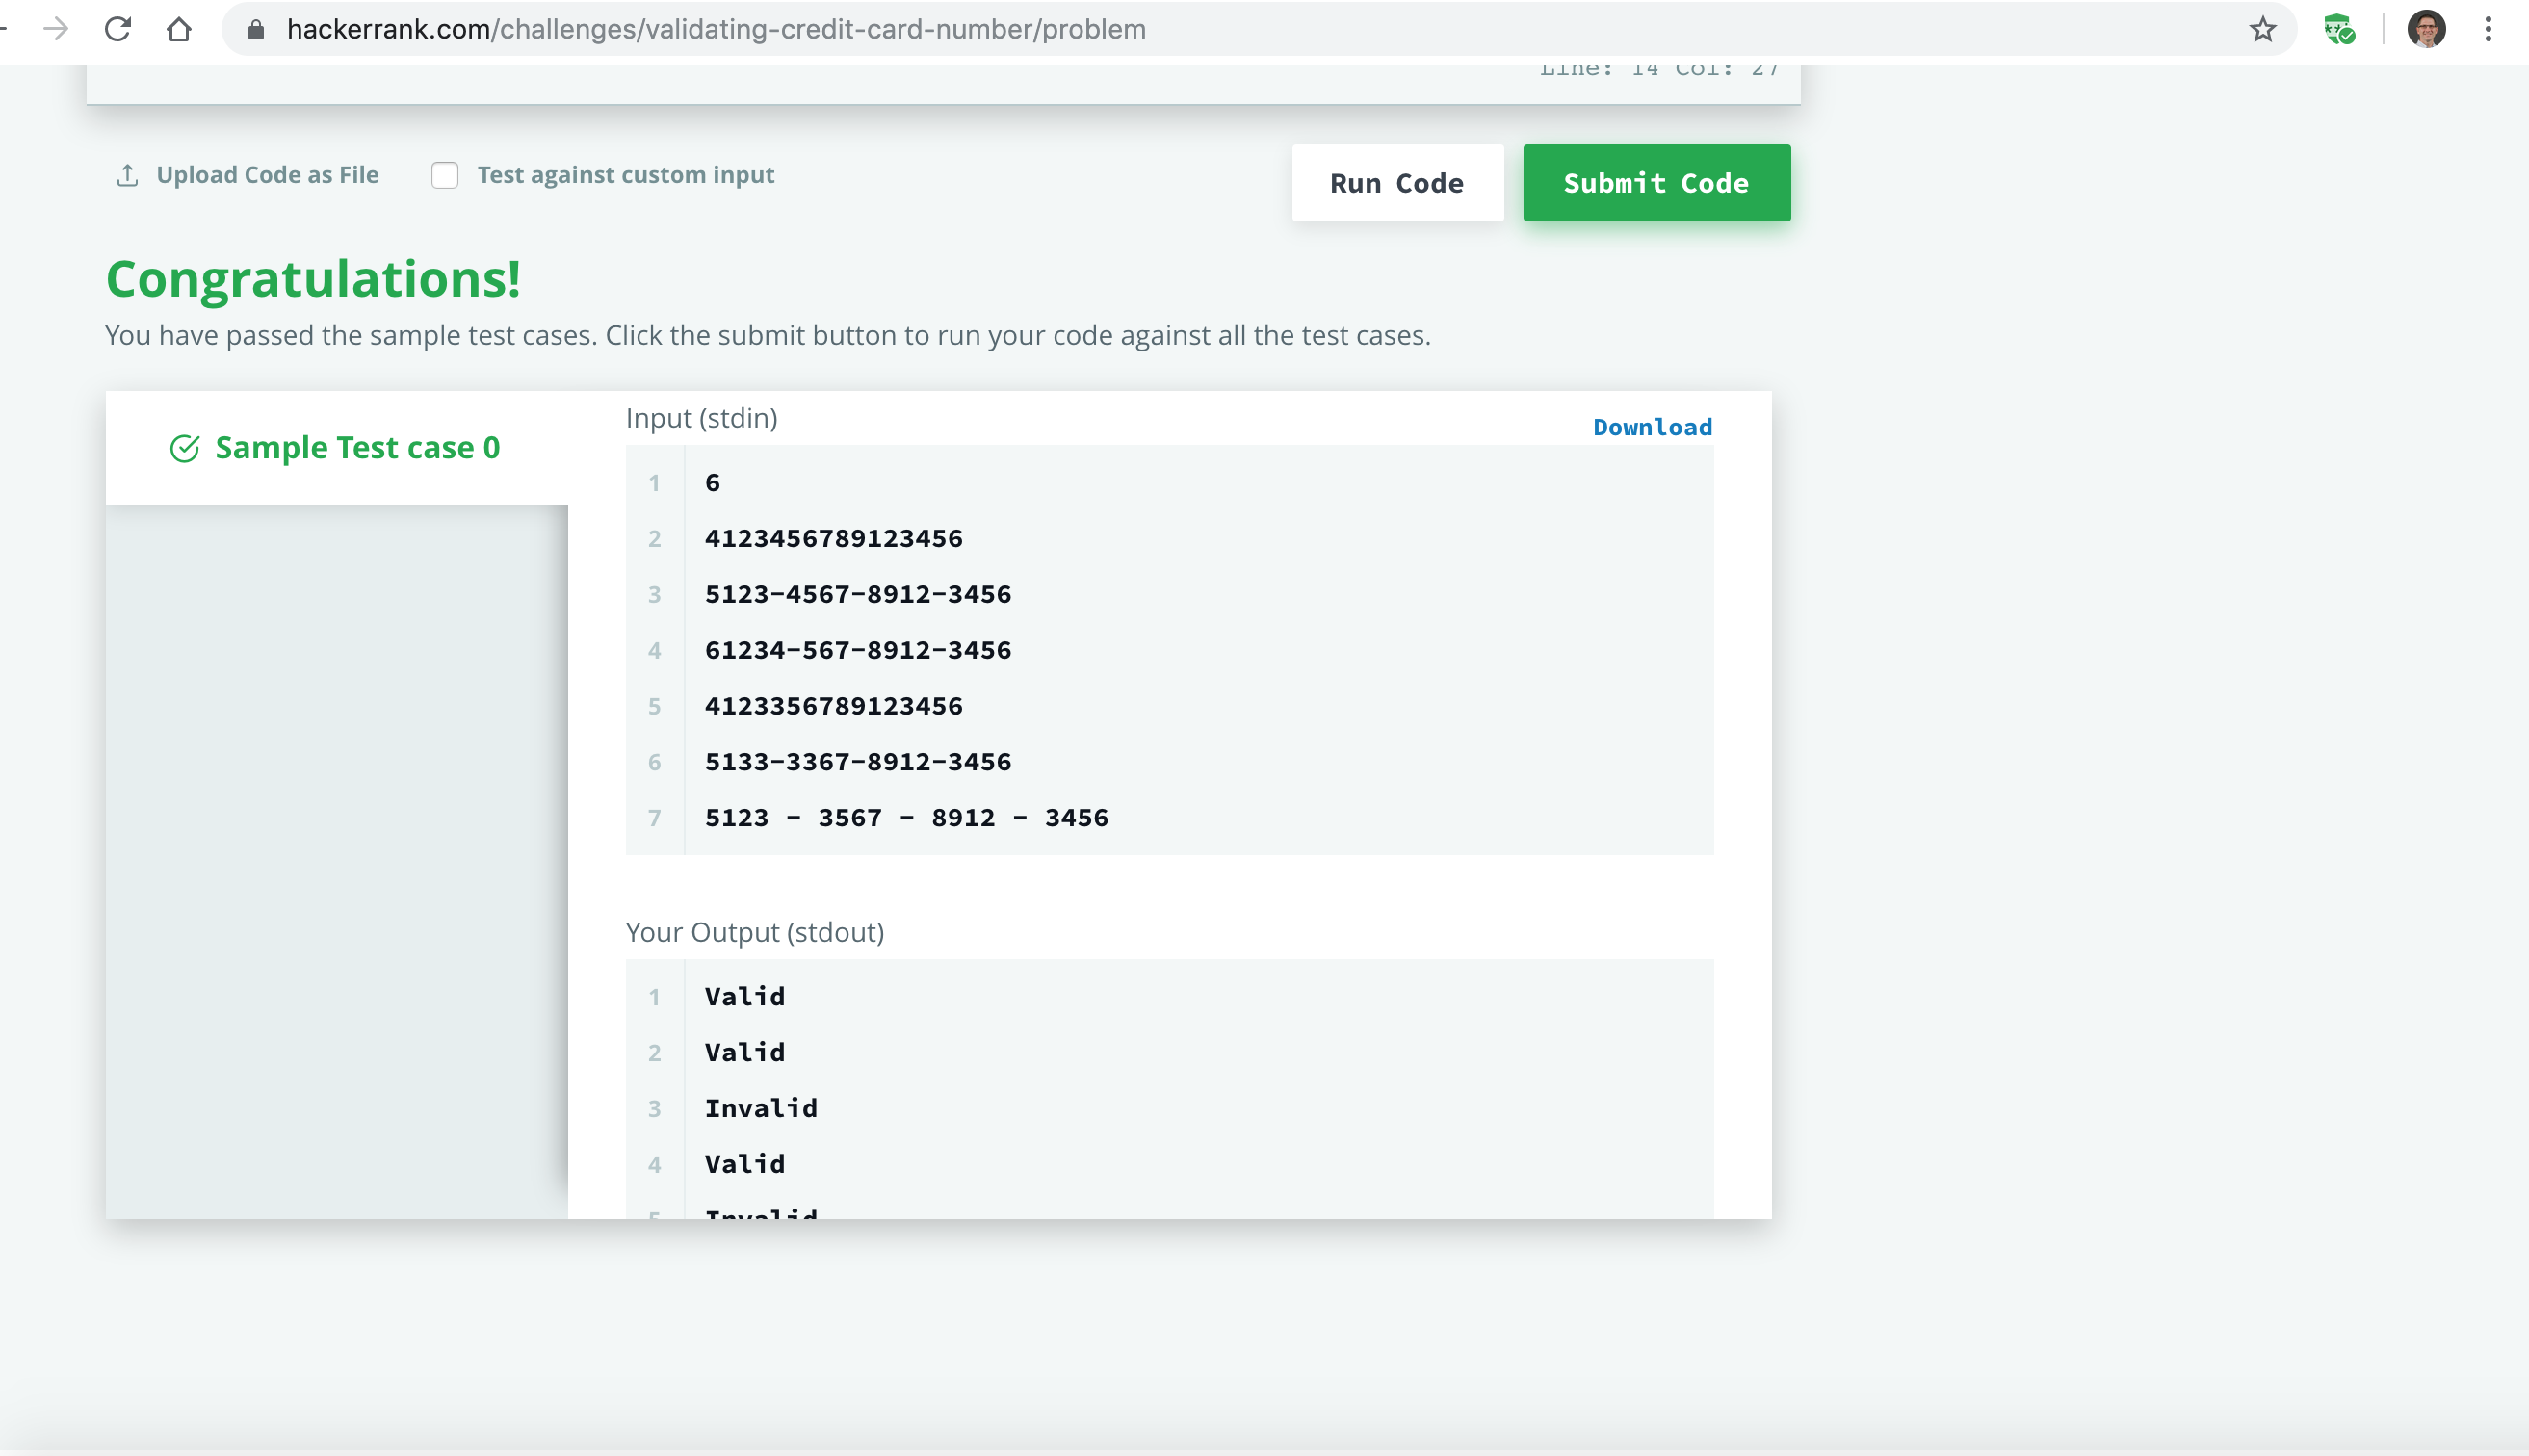 hackerrank.com/challenges/validating-credit-card-number/problem
Line: 14 Col: 27
Upload Code as File
Test against custom input
Run Code
Submit Code
Congratulations!
You have passed the sample test cases. Click the submit button to run your code against all the test cases.
Sample Test case 0
Input (stdin)
Download
1 6
2 4123456789123456
3 5123-4567-8912-3456
4 61234-567-8912-3456
5 4123356789123456
6 5133-3367-8912-3456
7 5123 - 3567 - 8912 - 3456
Your Output (stdout)
1 Valid
2 Valid
3 Invalid
4 Valid
5 Invalid